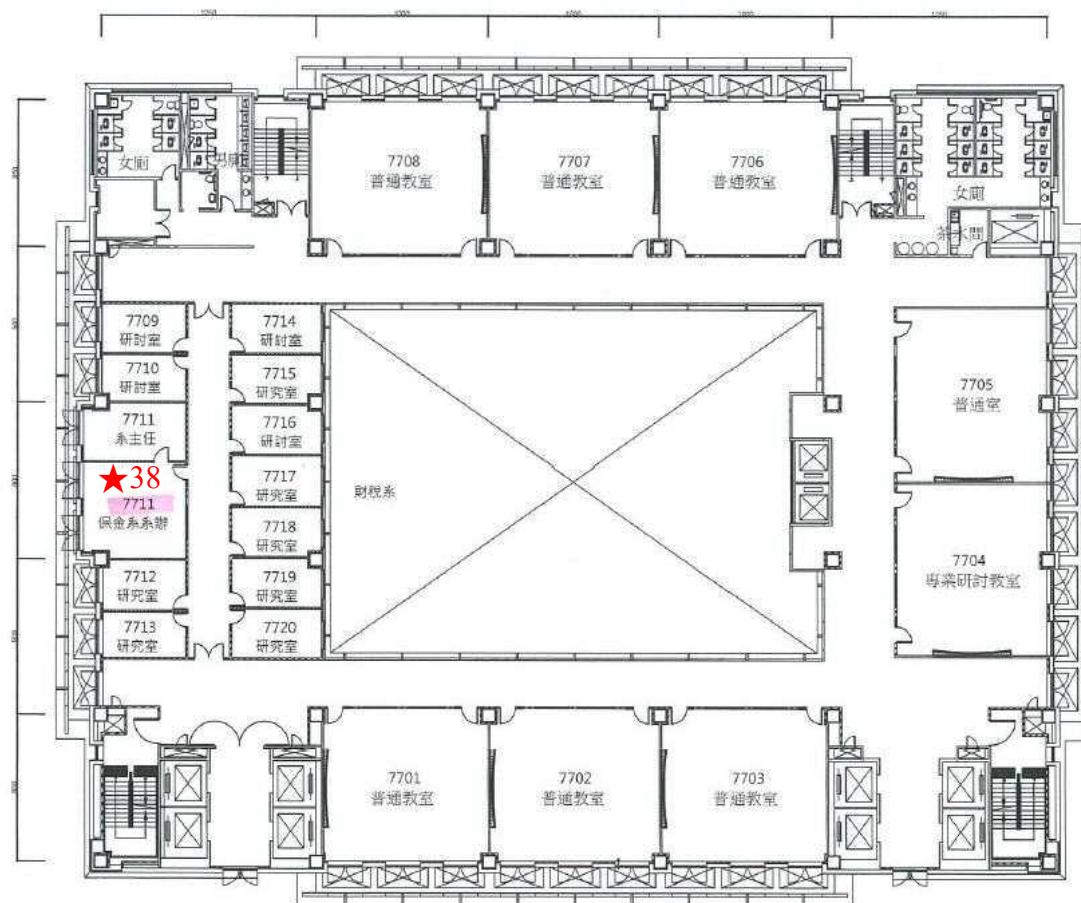 女廁
7708
普通教室
7707
普通教室
7706
普通教室
女廁
茶水間
7709
研討室
7714
研討室
7710
研討室
7715
研究室
7705
普通室
7711
系主任
7716
研討室
★38
7711
保金系系辦
7717
研究室
財稅系
7718
研究室
7704
專業研討教室
7712
研究室
7719
研究室
7713
研究室
7720
研究室
7701
普通教室
7702
普通教室
7703
普通教室